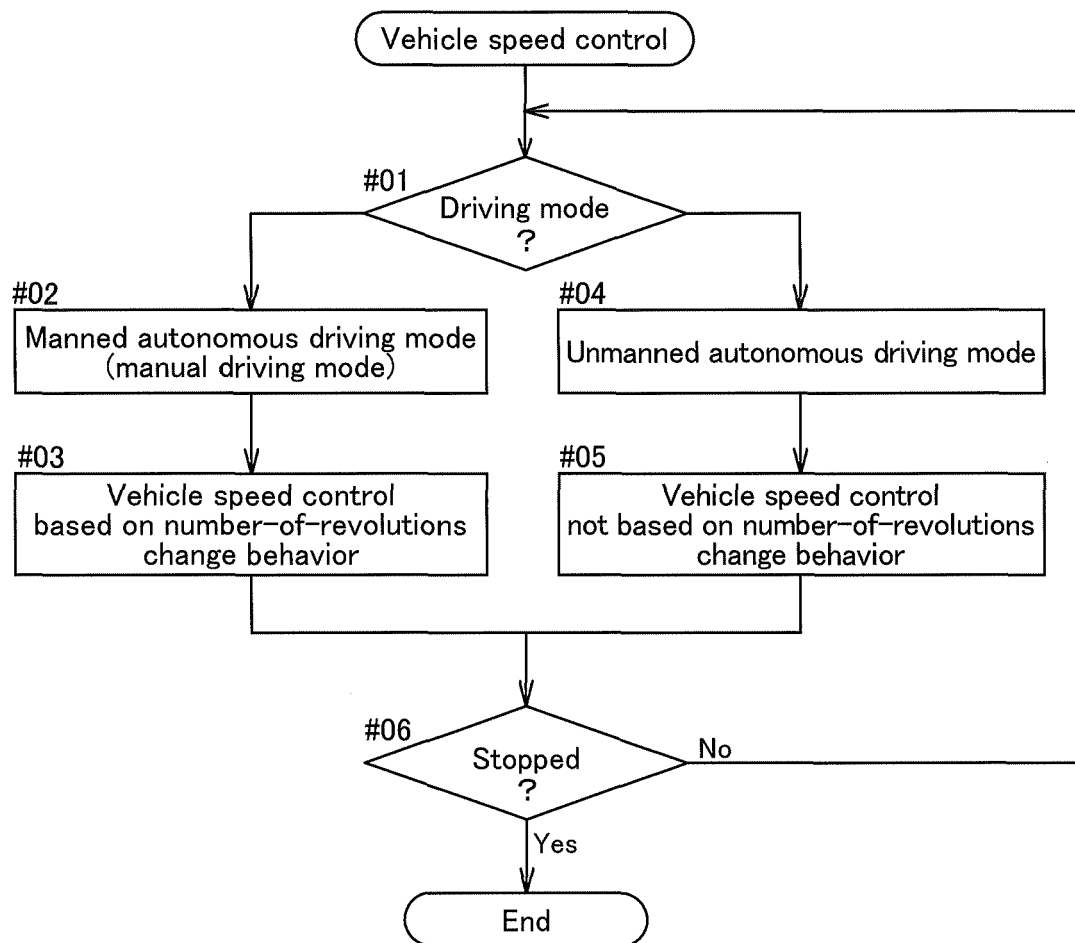 Vehicle speed control
#01
Driving mode
?
#02
Manned autonomous driving mode
(manual driving mode)
#04
Unmanned autonomous driving mode
#03
Vehicle speed control
based on number-of-revolutions
change behavior
#05
Vehicle speed control
not based on number-of-revolutions
change behavior
#06
Stopped
?
No
Yes
End